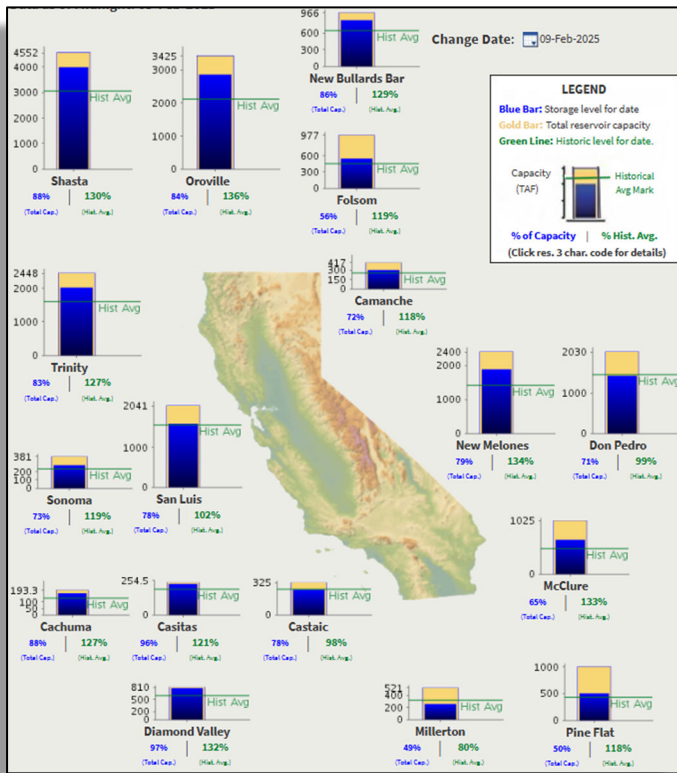 966
600
300
0
Hist Avg
New Bullards Bar
86% | 129%
(Total Cap.) (Hist. Avg.)
Change Date: 09-Feb-2025
4552
4000
3000
2000
1000
0
Hist Avg
Shasta
88% | 130%
(Total Cap.) (Hist. Avg.)
3425
3000
2000
1000
0
Hist Avg
Oroville
84% | 136%
(Total Cap.) (Hist. Avg.)
977
600
300
0
Hist Avg
Folsom
56% | 119%
(Total Cap.) (Hist. Avg.)
LEGEND
Blue Bar: Storage level for date
Gold Bar: Total reservoir capacity
Green Line: Historic level for date.
Capacity
(TAF)
Historical
Avg Mark
% of Capacity | % Hist. Avg.
(Click res. 3 char. code for details)
2448
2000
1000
0
Hist Avg
Trinity
83% | 127%
(Total Cap.) (Hist. Avg.)
417
300
150
0
Hist Avg
Camanche
72% | 118%
(Total Cap.) (Hist. Avg.)
2400
2000
1000
0
Hist Avg
New Melones
79% | 134%
(Total Cap.) (Hist. Avg.)
2030
1000
0
Hist Avg
Don Pedro
71% | 99%
(Total Cap.) (Hist. Avg.)
381
200
100
0
Hist Avg
Sonoma
73% | 119%
(Total Cap.) (Hist. Avg.)
2041
1000
0
Hist Avg
San Luis
78% | 102%
(Total Cap.) (Hist. Avg.)
1025
0
Hist Avg
McClure
65% | 133%
(Total Cap.) (Hist. Avg.)
193.3
100
50
0
Hist Avg
Cachuma
88% | 127%
(Total Cap.) (Hist. Avg.)
254.5
0
Hist Avg
Casitas
96% | 121%
(Total Cap.) (Hist. Avg.)
325
0
Hist Avg
Castaic
78% | 98%
(Total Cap.) (Hist. Avg.)
810
500
200
0
Hist Avg
Diamond Valley
97% | 132%
(Total Cap.) (Hist. Avg.)
521
400
200
0
Hist Avg
Millerton
49% | 80%
(Total Cap.) (Hist. Avg.)
1000
500
0
Hist Avg
Pine Flat
50% | 118%
(Total Cap.) (Hist. Avg.)